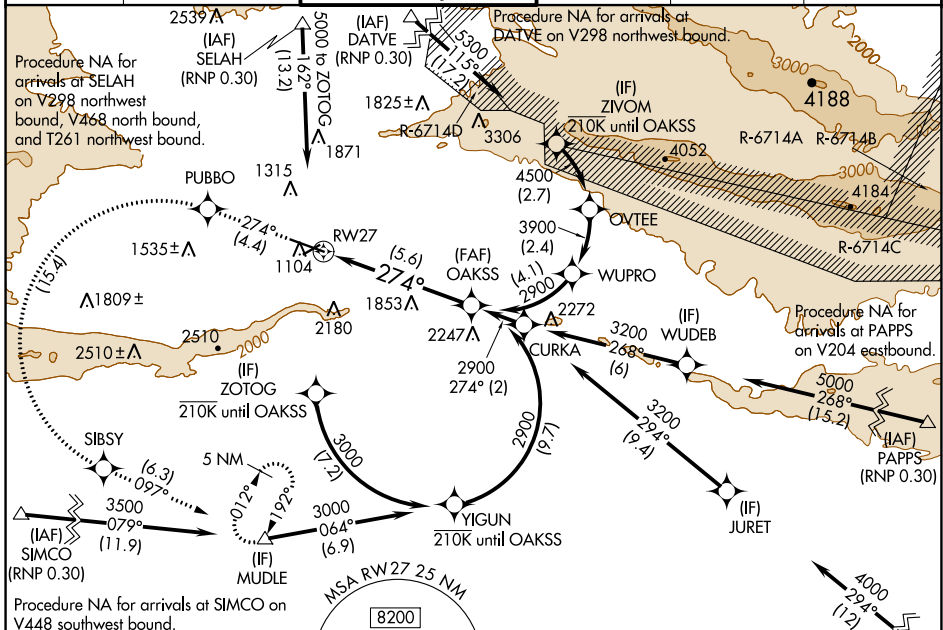 2539
(IAF)
SELAH
(RNP 0.30)
5000 to ZOTOG
162°
(13.2)
(IAF)
DATVE
(RNP 0.30)
5300
115°
(17.2)
Procedure NA for arrivals at
DATVE on V298 northwest bound.
2000
3000
4188
Procedure NA for
arrivals at SELAH
on V298 northwest
bound, V468 north bound,
and T261 northwest bound.
1825±
R-6714D
3306
(IF)
ZIVOM
210K until OAKSS
R-6714A
R-6714B
1871
4052
3000
4184
1315
PUBBO
4500
(2.7)
OVTEE
274°
(4.4)
RW27
3900
(2.4)
R-6714C
1535±
1104
(5.6)
274°
(FAF)
OAKSS
(4.1)
2900
WUPRO
(15.4)
1809±
1853
2180
2247
2272
CURKA
3200
268°
(6)
(IF)
WUDEB
Procedure NA for
arrivals at PAPPS
on V204 eastbound.
2510±
2510
2000
2900
274° (2)
(IF)
ZOTOG
210K until OAKSS
5000
268°
(15.2)
(IAF)
PAPPS
(RNP 0.30)
3200
294°
(9.4)
2900
(9.7)
3000
(7.2)
SIBSY
(6.3)
097°
5 NM
012°
192°
(IF)
JURET
3500
079°
(11.9)
(IAF)
SIMCO
(RNP 0.30)
3000
064°
(6.9)
YIGUN
210K until OAKSS
(IF)
MUDLE
MSA RW27 25 NM
8200
4000
294°
(12)
Procedure NA for arrivals at SIMCO on
V448 southwest bound.